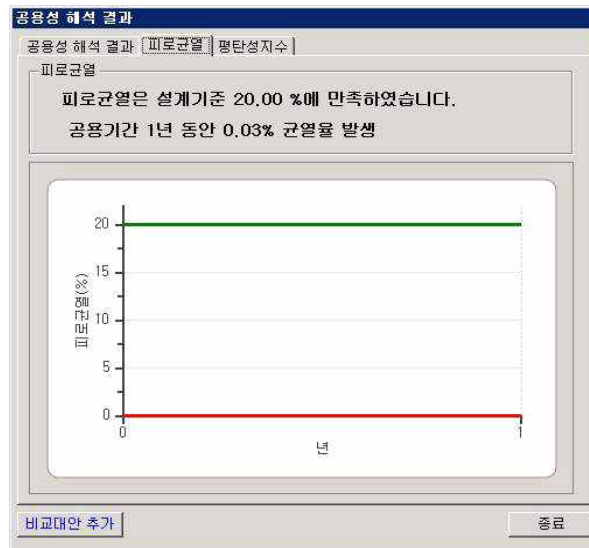 공용성 해석 결과
공용성 해석 결과 피로균열 평탄성지수
피로균열
피로균열은 설계기준 20.00 %에 만족하였습니다.
공용기간 1년 동안 0.03% 균열율 발생
피로균열(%)
20
15
10
5
0
0 1
년
비교대안 추가 종료